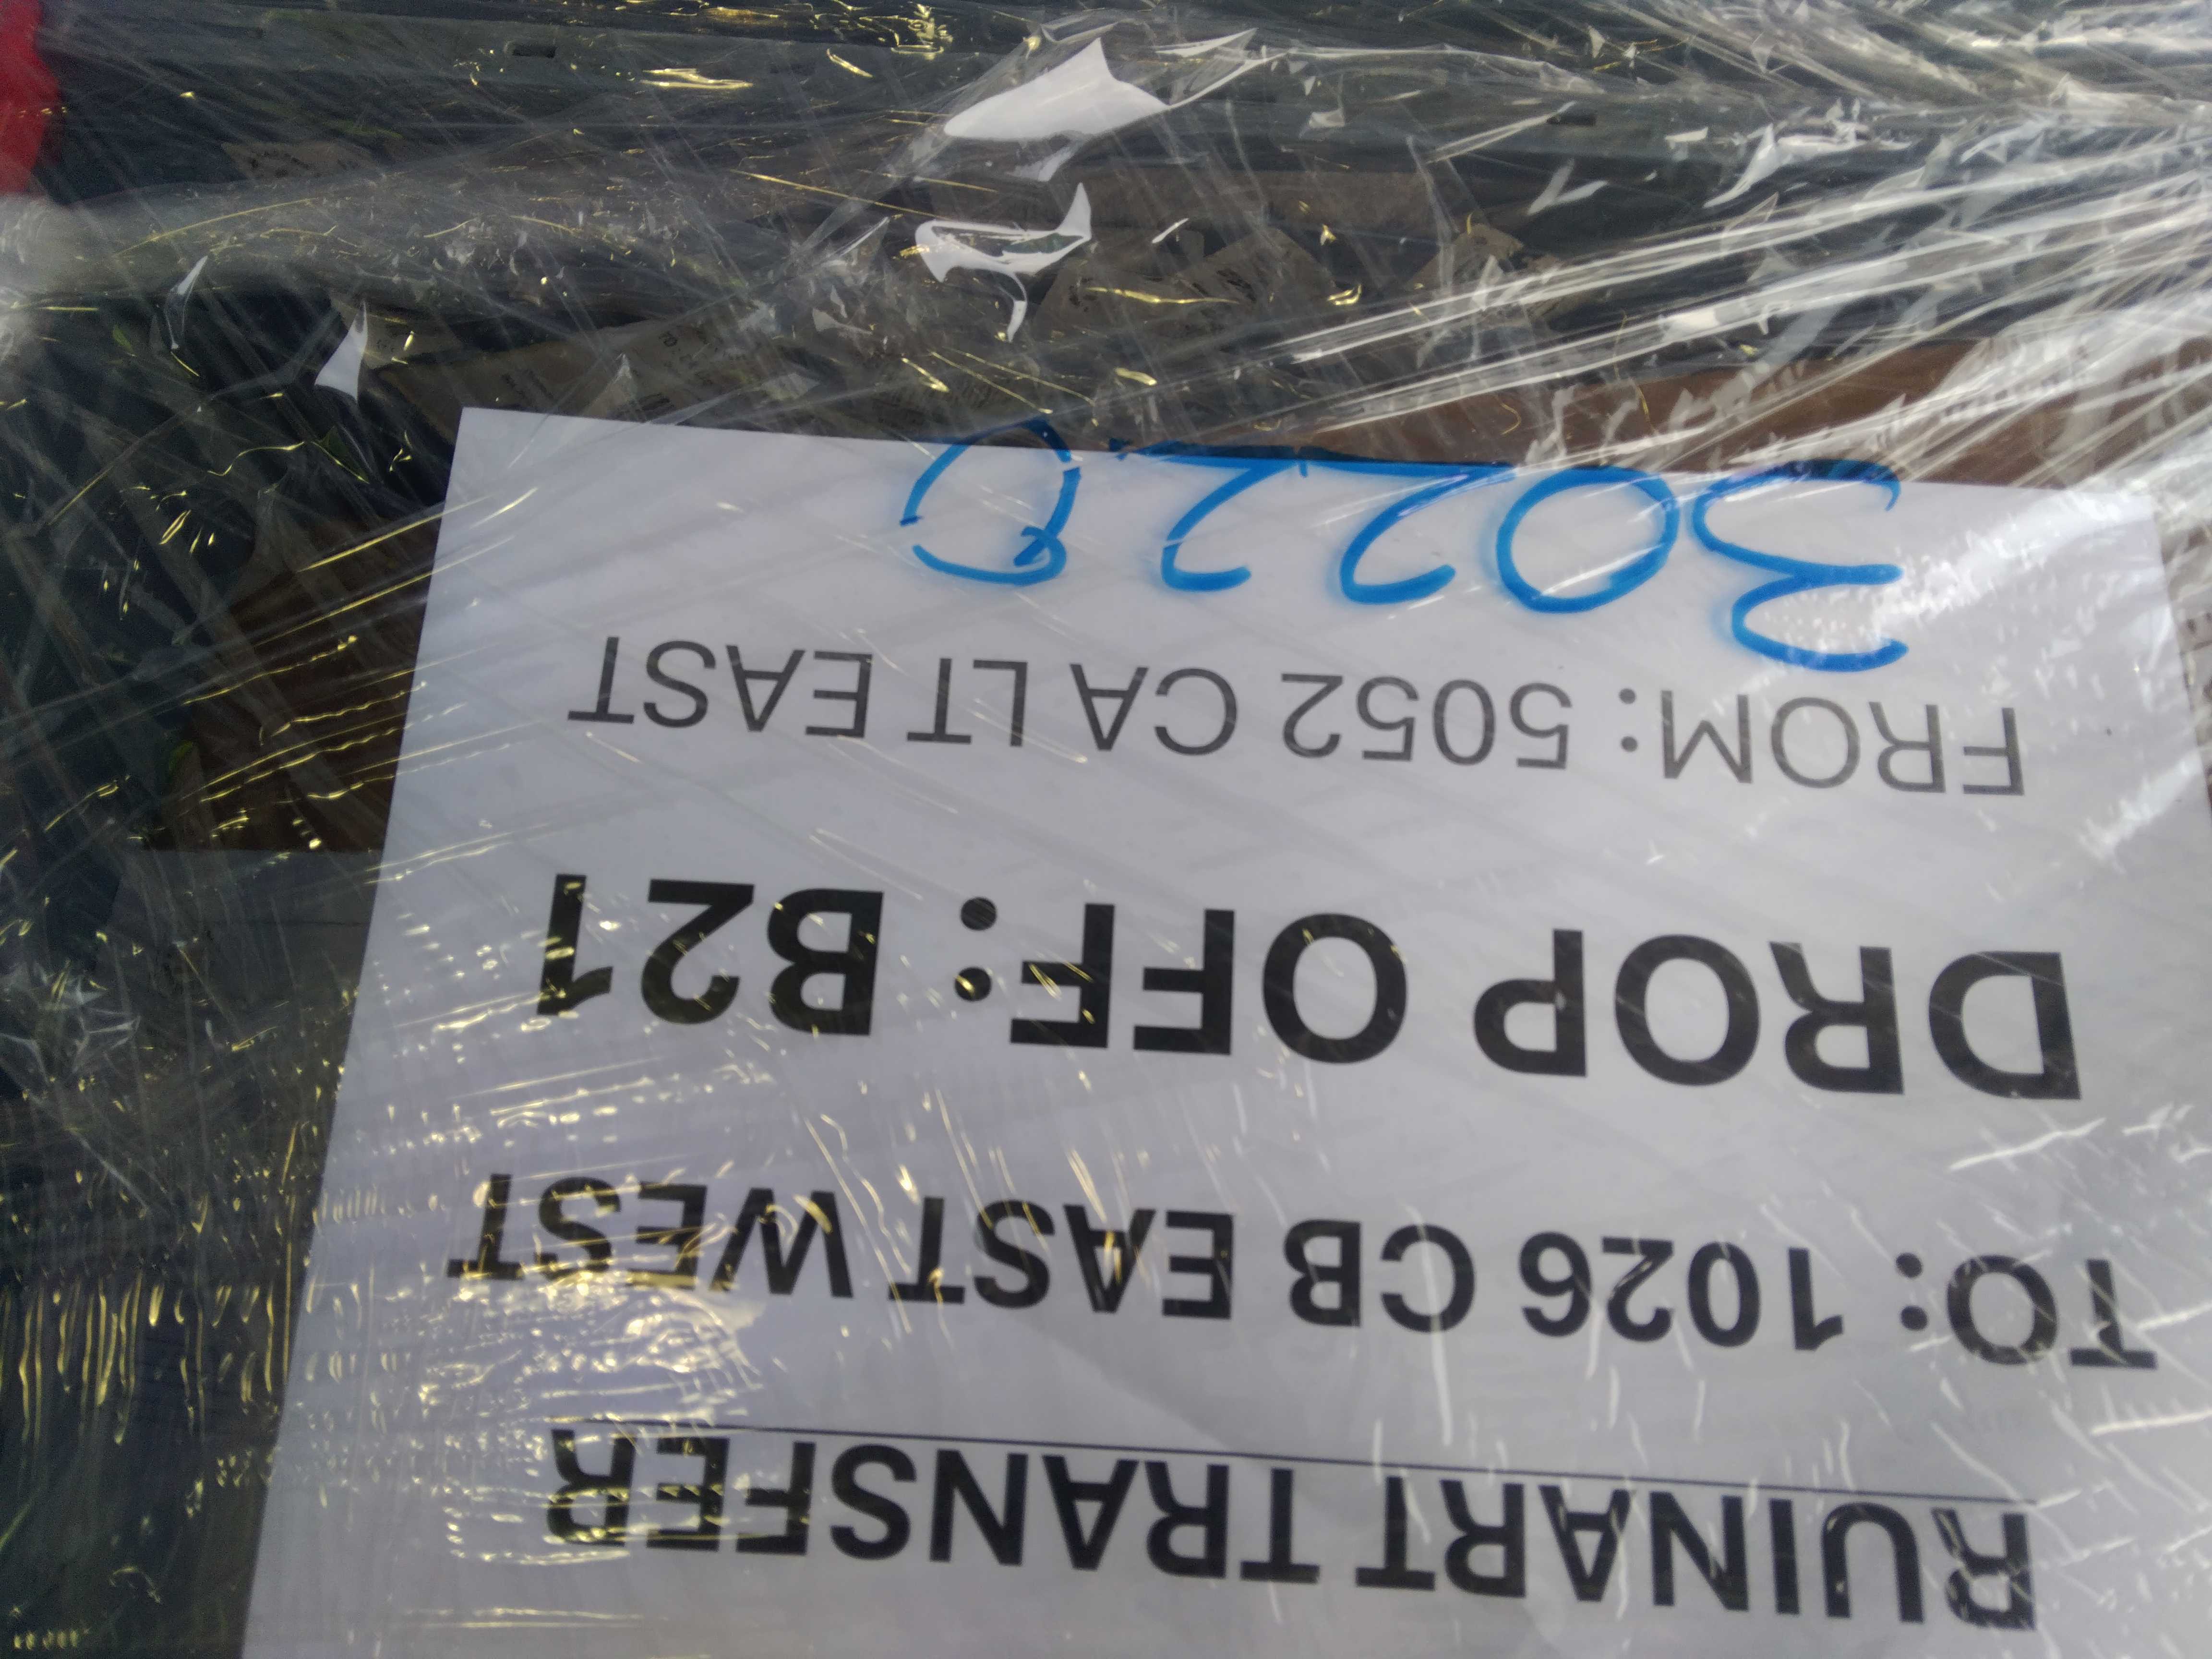 RUINART TRANSFER
TO: 1026 CB EAST WEST
DROP OFF: B21
FROM: 5052 CA LT EAST
30220